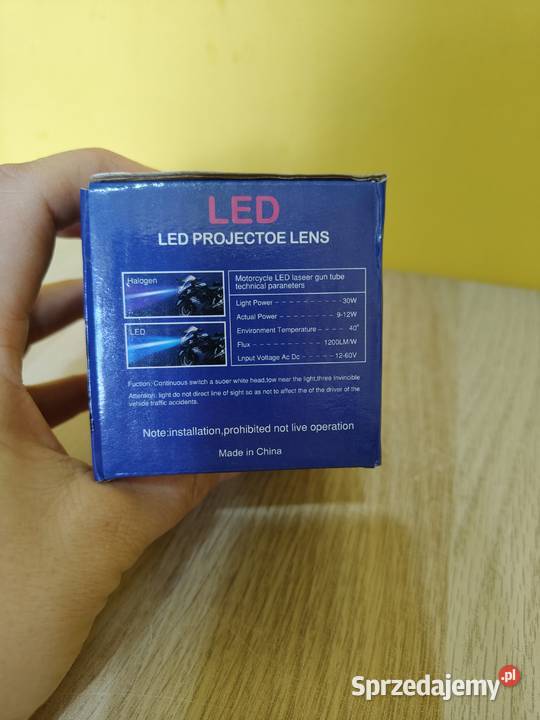 LED
LED PROJECTOE LENS
Halogen
LED
Motorcycle LED laseer gun tube
technical paraneters
Light Power 30W
Actual Power 9-12W
Environment Temperature 40°
Flux 1200LM/W
Lnput Voltage Ac Dc 12-60V
Fuction: Continuous switch a suoer white head,tow near the light,three Invincible
Attention: light do not direct line of sight so as not to affect the of the driver of the
vehicle traffic accidents.
Note:installation,prohibited not live operation
Made in China
Sprzedajemy.pl